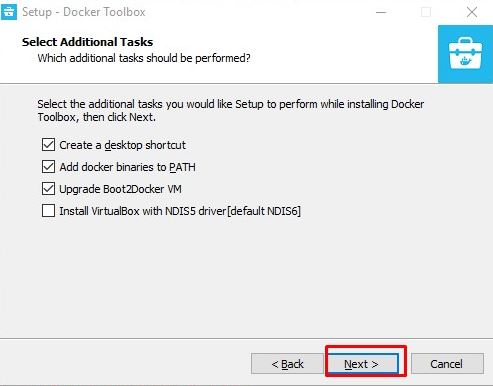 Setup - Docker Toolbox
Select Additional Tasks
Which additional tasks should be performed?
Select the additional tasks you would like Setup to perform while installing Docker
Toolbox, then click Next.
Create a desktop shortcut
Add docker binaries to PATH
Upgrade Boot2Docker VM
Install VirtualBox with NDIS5 driver[default NDIS6]
< Back
Next >
Cancel